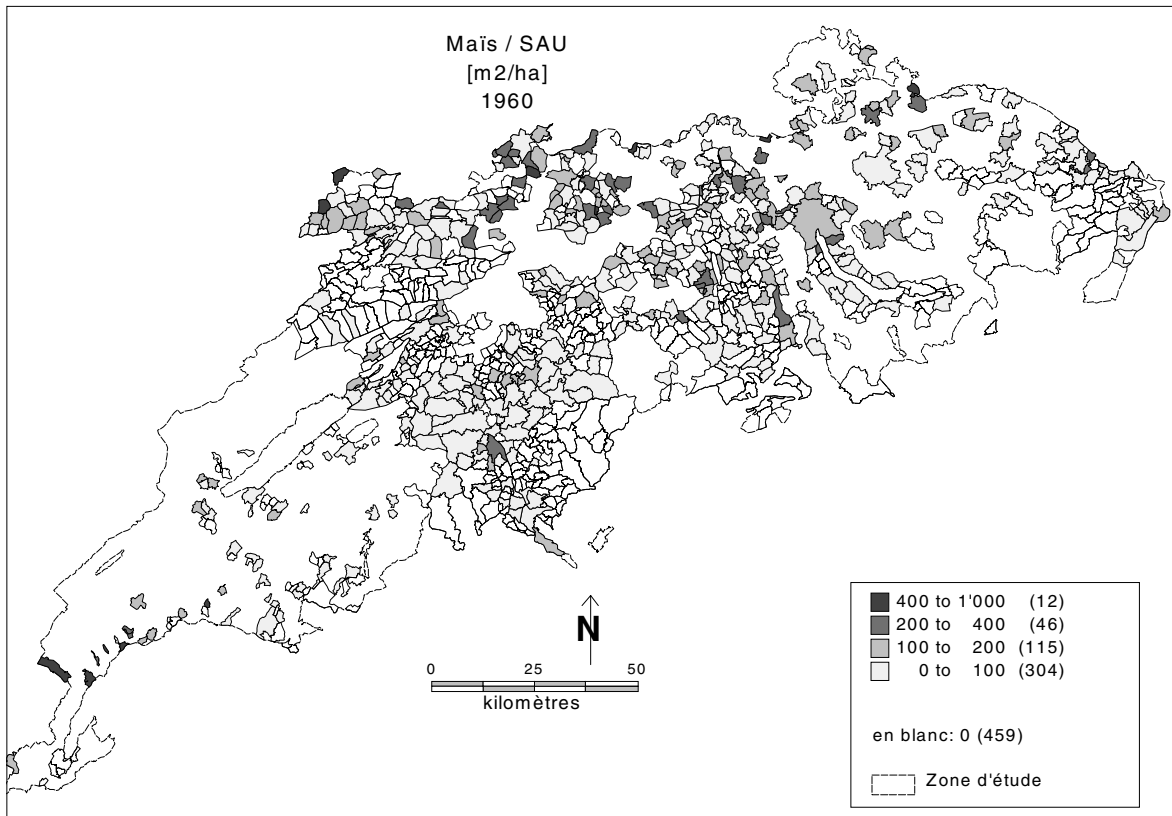 Maïs / SAU
[m2/ha]
1960
N
0 25 50
kilomètres
400 to 1'000 (12)
200 to 400 (46)
100 to 200 (115)
0 to 100 (304)
en blanc: 0 (459)
Zone d'étude